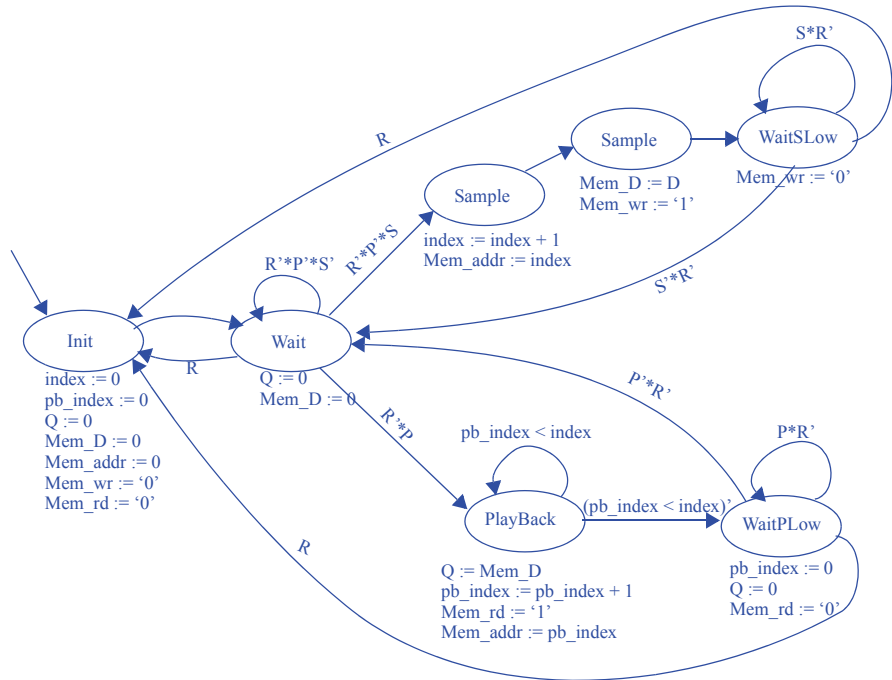 S*R’
WaitSLow
Mem_wr := ‘0’
R
Sample
Mem_D := D
Mem_wr := ‘1’
Sample
index := index + 1
Mem_addr := index
R’*P’*S
S’*R’
R’*P’*S’
Init
index := 0
pb_index := 0
Q := 0
Mem_D := 0
Mem_addr := 0
Mem_wr := ‘0’
Mem_rd := ‘0’
R
Wait
Q := 0
Mem_D := 0
R’*P
P’*R’
pb_index < index
PlayBack
(pb_index < index)’
Q := Mem_D
pb_index := pb_index + 1
Mem_rd := ‘1’
Mem_addr := pb_index
P*R’
WaitPLow
pb_index := 0
Q := 0
Mem_rd := ‘0’
R